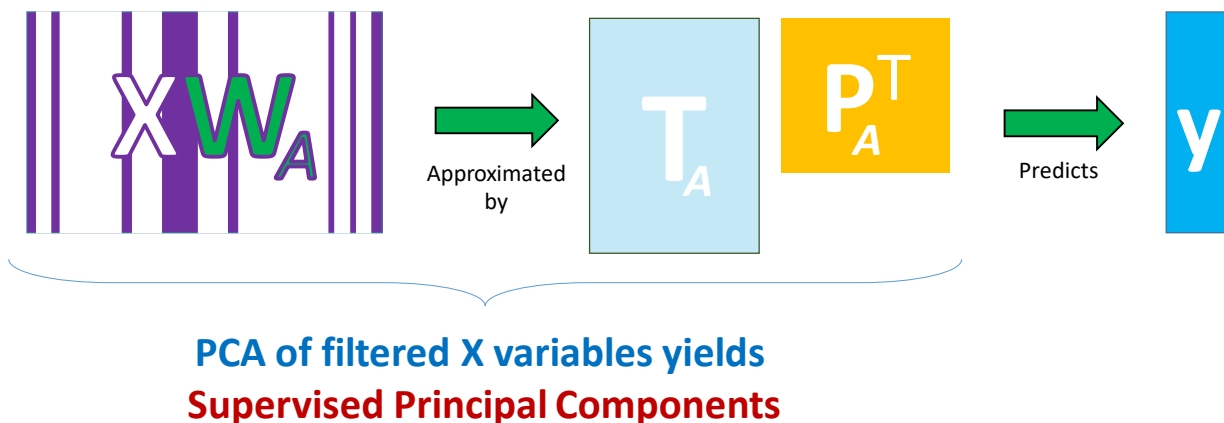 XWA
Approximated
by
TA
PAT
Predicts
y
PCA of filtered X variables yields
Supervised Principal Components